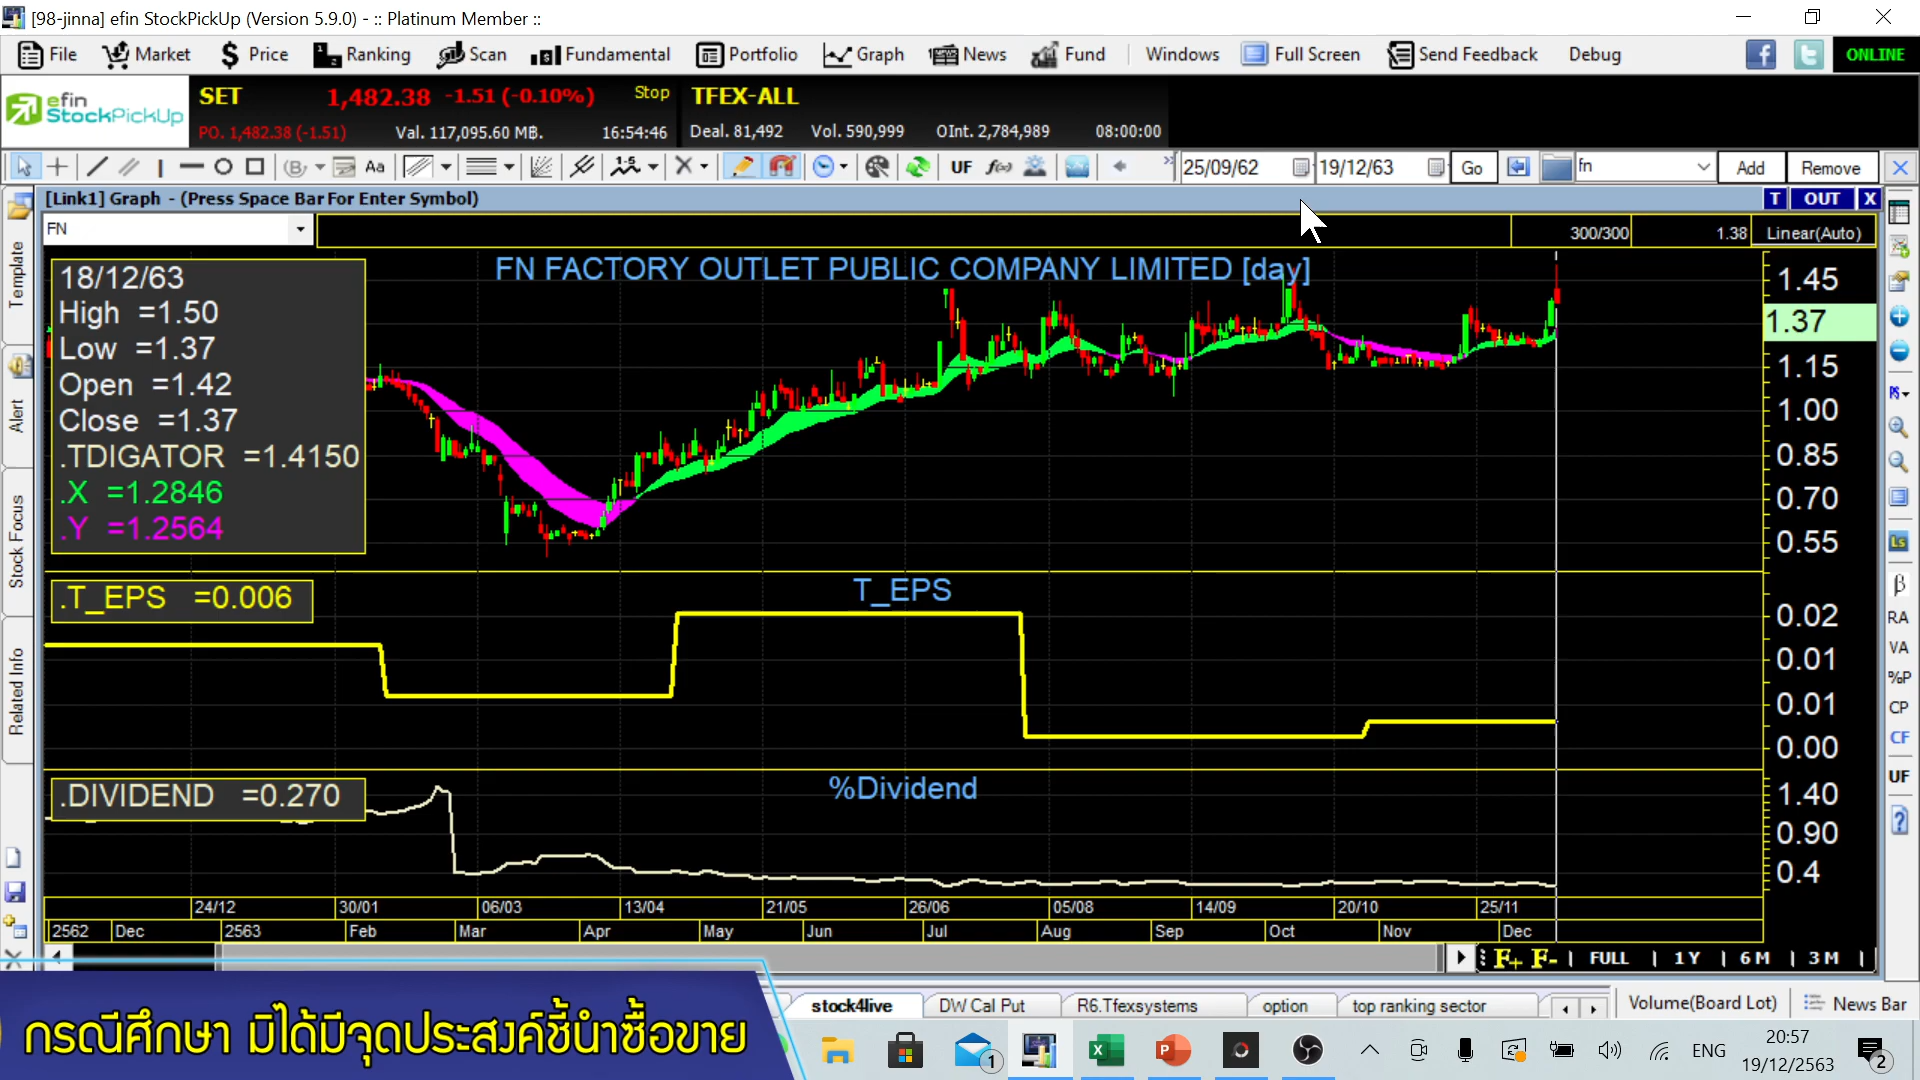 [98-jinna] efin StockPickUp (Version 5.9.0) - :: Platinum Member ::
File Market Price Ranking Scan Fundamental Portfolio Graph News Fund Windows Full Screen Send Feedback Debug ONLINE
efin StockPickUp
SET 1,482.38 -1.51 (-0.10%) Stop TFEX-ALL
PO. 1,482.38 (-1.51) Val. 117,095.60 MB. 16:54:46 Deal. 81,492 Vol. 590,999 OInt. 2,784,989 08:00:00
Aa 1-5 UF f(x) 25/09/62 19/12/63 Go fn Add Remove
[Link1] Graph - (Press Space Bar For Enter Symbol) T OUT X
FN 300/300 1.38 Linear(Auto)
FN FACTORY OUTLET PUBLIC COMPANY LIMITED [day]
18/12/63
High =1.50
Low =1.37
Open =1.42
Close =1.37
.TDIGATOR =1.4150
.X =1.2846
.Y =1.2564
1.45
1.37
1.15
1.00
0.85
0.70
0.55
.T_EPS =0.006
T_EPS
0.02
0.01
0.01
0.00
.DIVIDEND =0.270
%Dividend
1.40
0.90
0.4
24/12 30/01 06/03 13/04 21/05 26/06 05/08 14/09 20/10 25/11
2562 Dec 2563 Feb Mar Apr May Jun Jul Aug Sep Oct Nov Dec
F+ F- | FULL | 1Y | 6M | 3M |
Template
Alert
Stock Focus
Related Info
Ls
β
RA
VA
%P
CP
CF
UF
กรณีศึกษา มิได้มีจุดประสงค์ชี้นำซื้อขาย
stock4live DW Cal Put R6.Tfexsystems option top ranking sector Volume(Board Lot) News Bar
1 ENG 20:57
19/12/2563 2